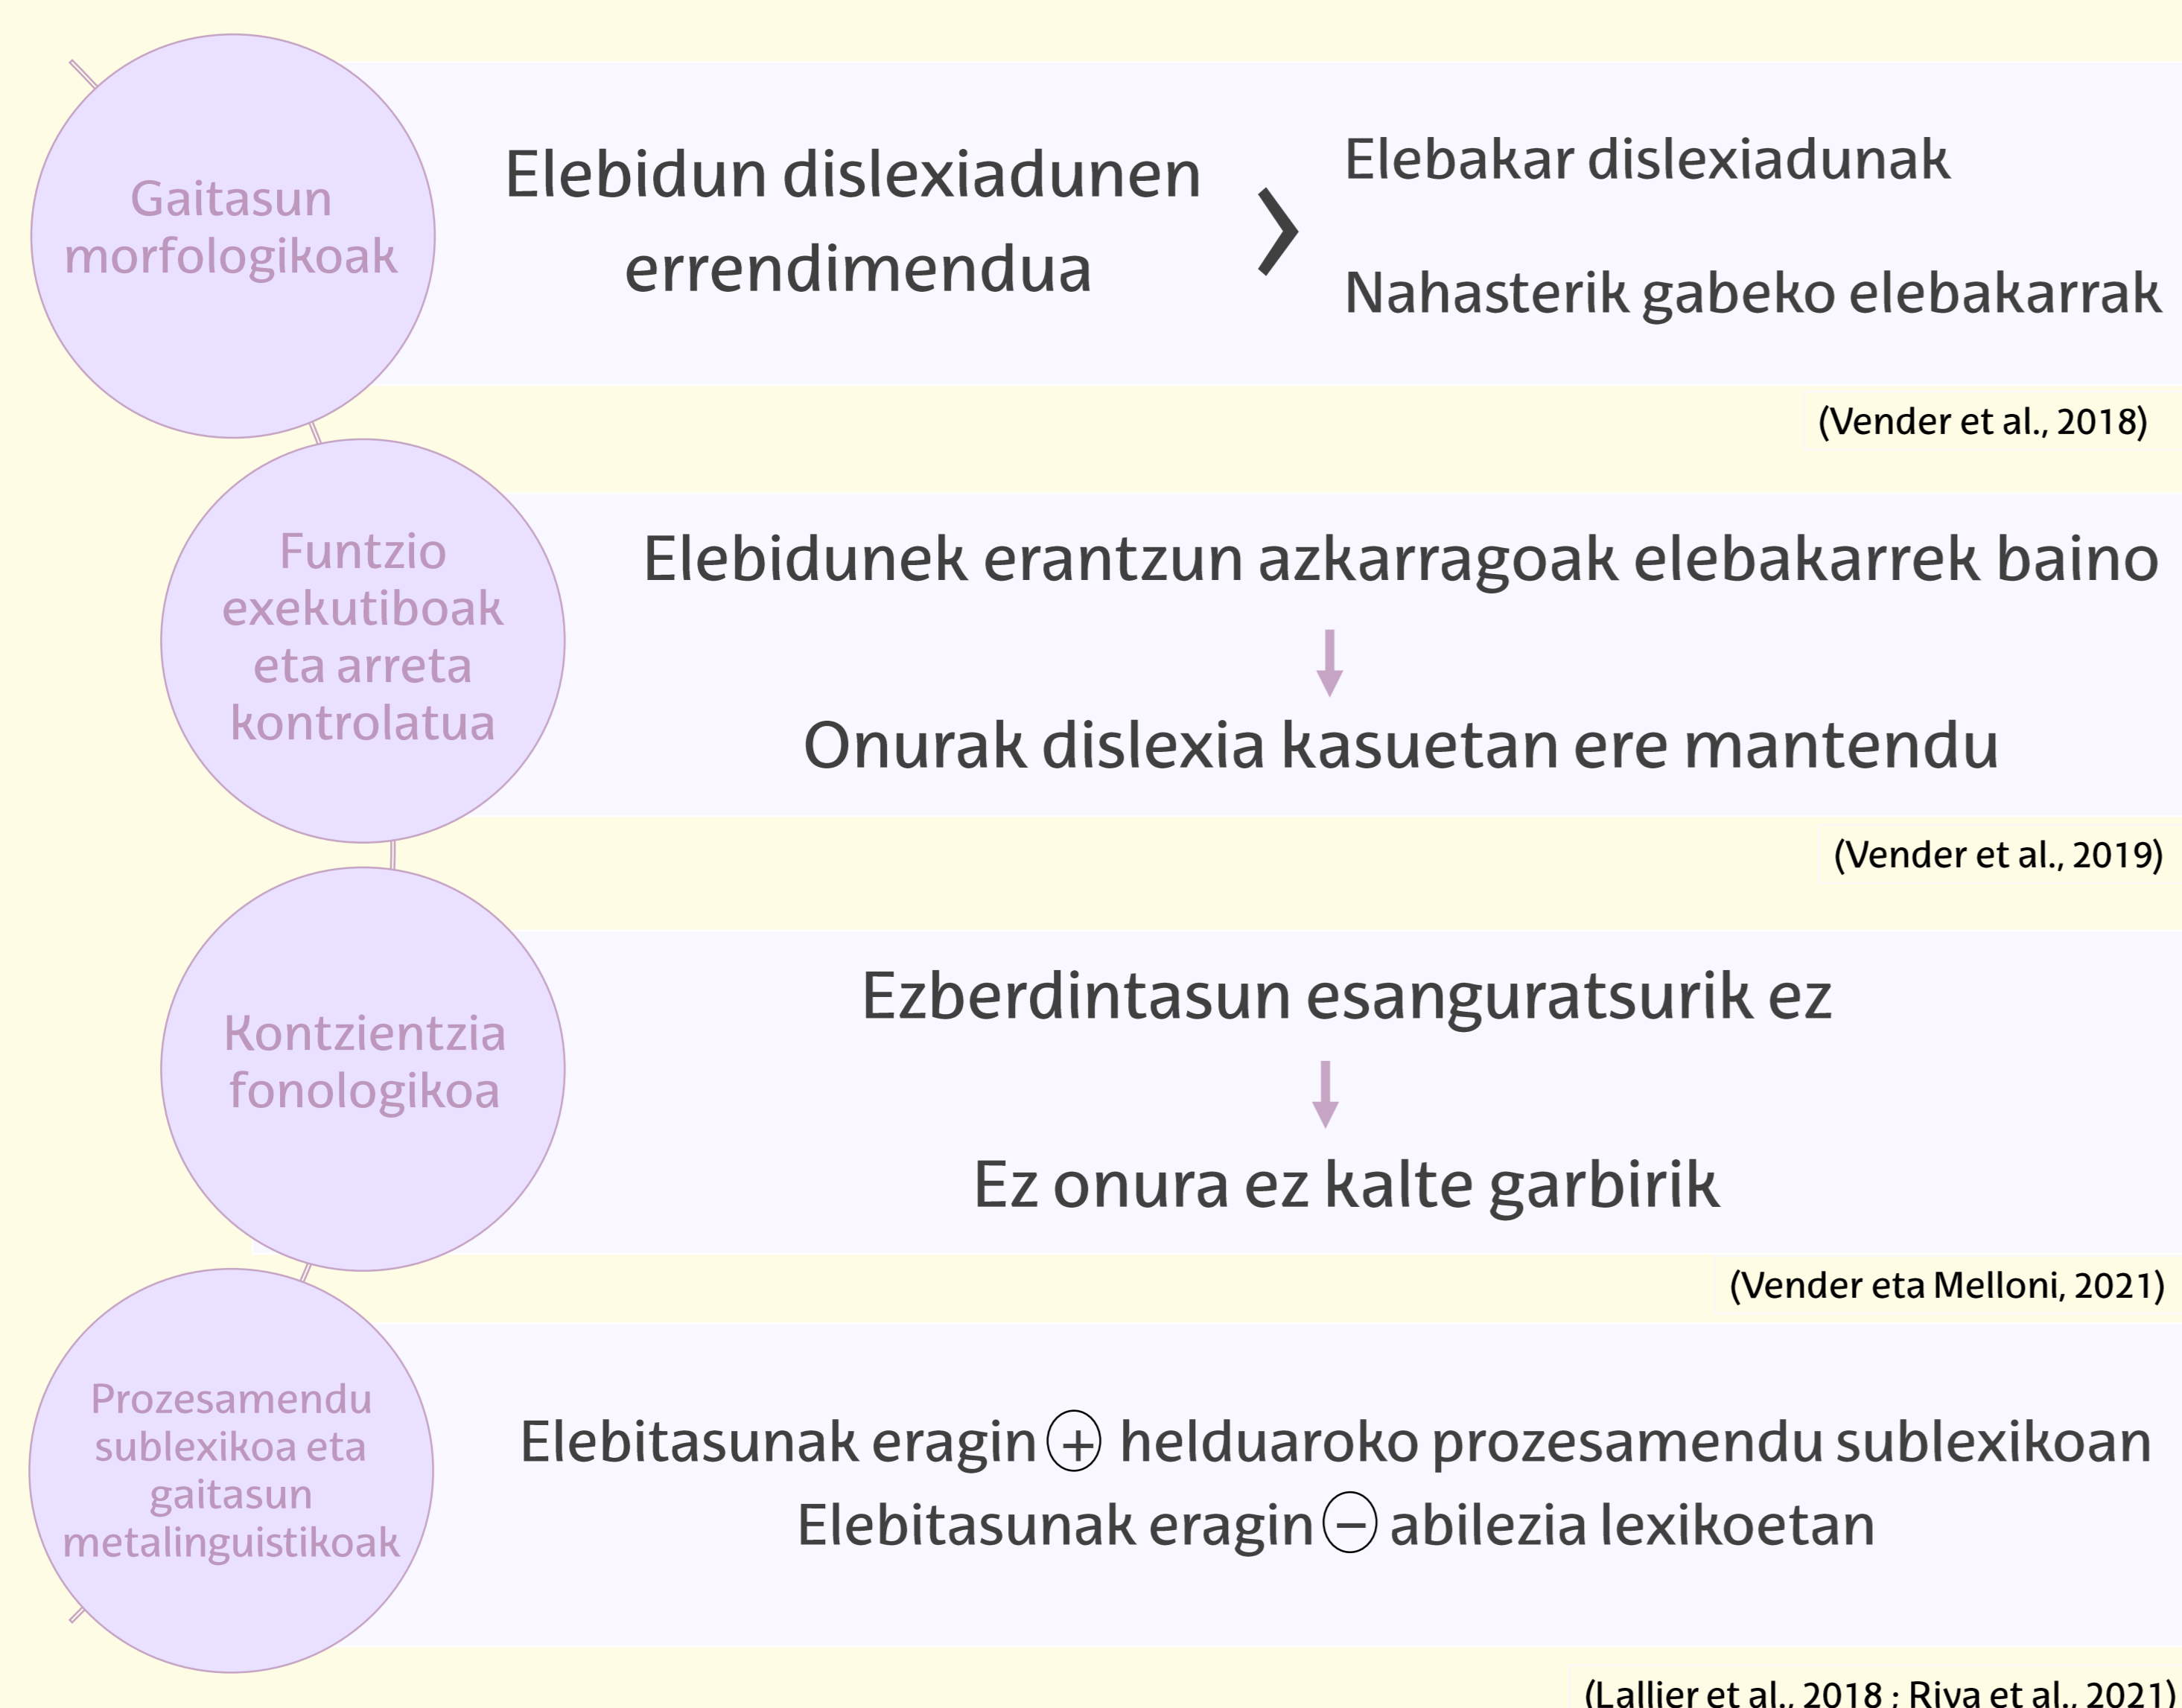 Gaitasun
morfologikoak
Elebidun dislexiadunen
errendimendua
>
Elebakar dislexiadunak
Nahasterik gabeko elebakarrak
(Vender et al., 2018)
Funtzio
exekutiboak
eta arreta
kontrolatua
Elebidunek erantzun azkarragoak elebakarrek baino
Onurak dislexia kasuetan ere mantendu
(Vender et al., 2019)
Kontzientzia
fonologikoa
Ezberdintasun esanguratsurik ez
Ez onura ez kalte garbirik
(Vender eta Melloni, 2021)
Prozesamendu
sublexikoa eta
gaitasun
metalinguistikoak
Elebitasunak eragin + helduaroko prozesamendu sublexikoan
Elebitasunak eragin − abilezia lexikoetan
(Lallier et al., 2018 ; Riva et al., 2021)